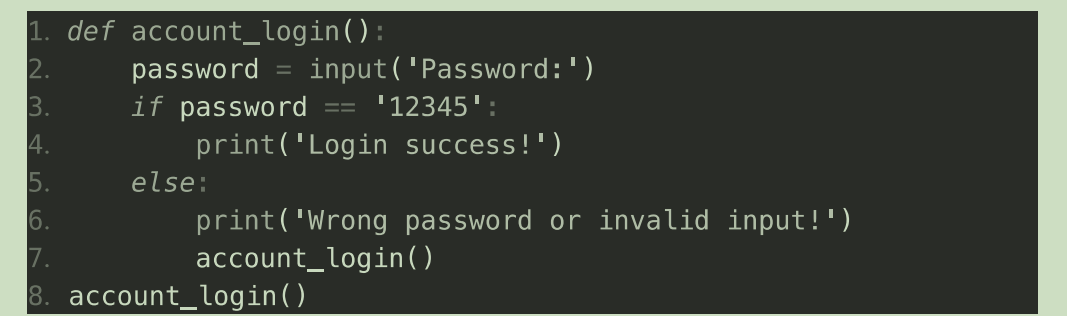 1. def account_login():
2.     password = input('Password:')
3.     if password == '12345':
4.         print('Login success!')
5.     else:
6.         print('Wrong password or invalid input!')
7.         account_login()
8. account_login()